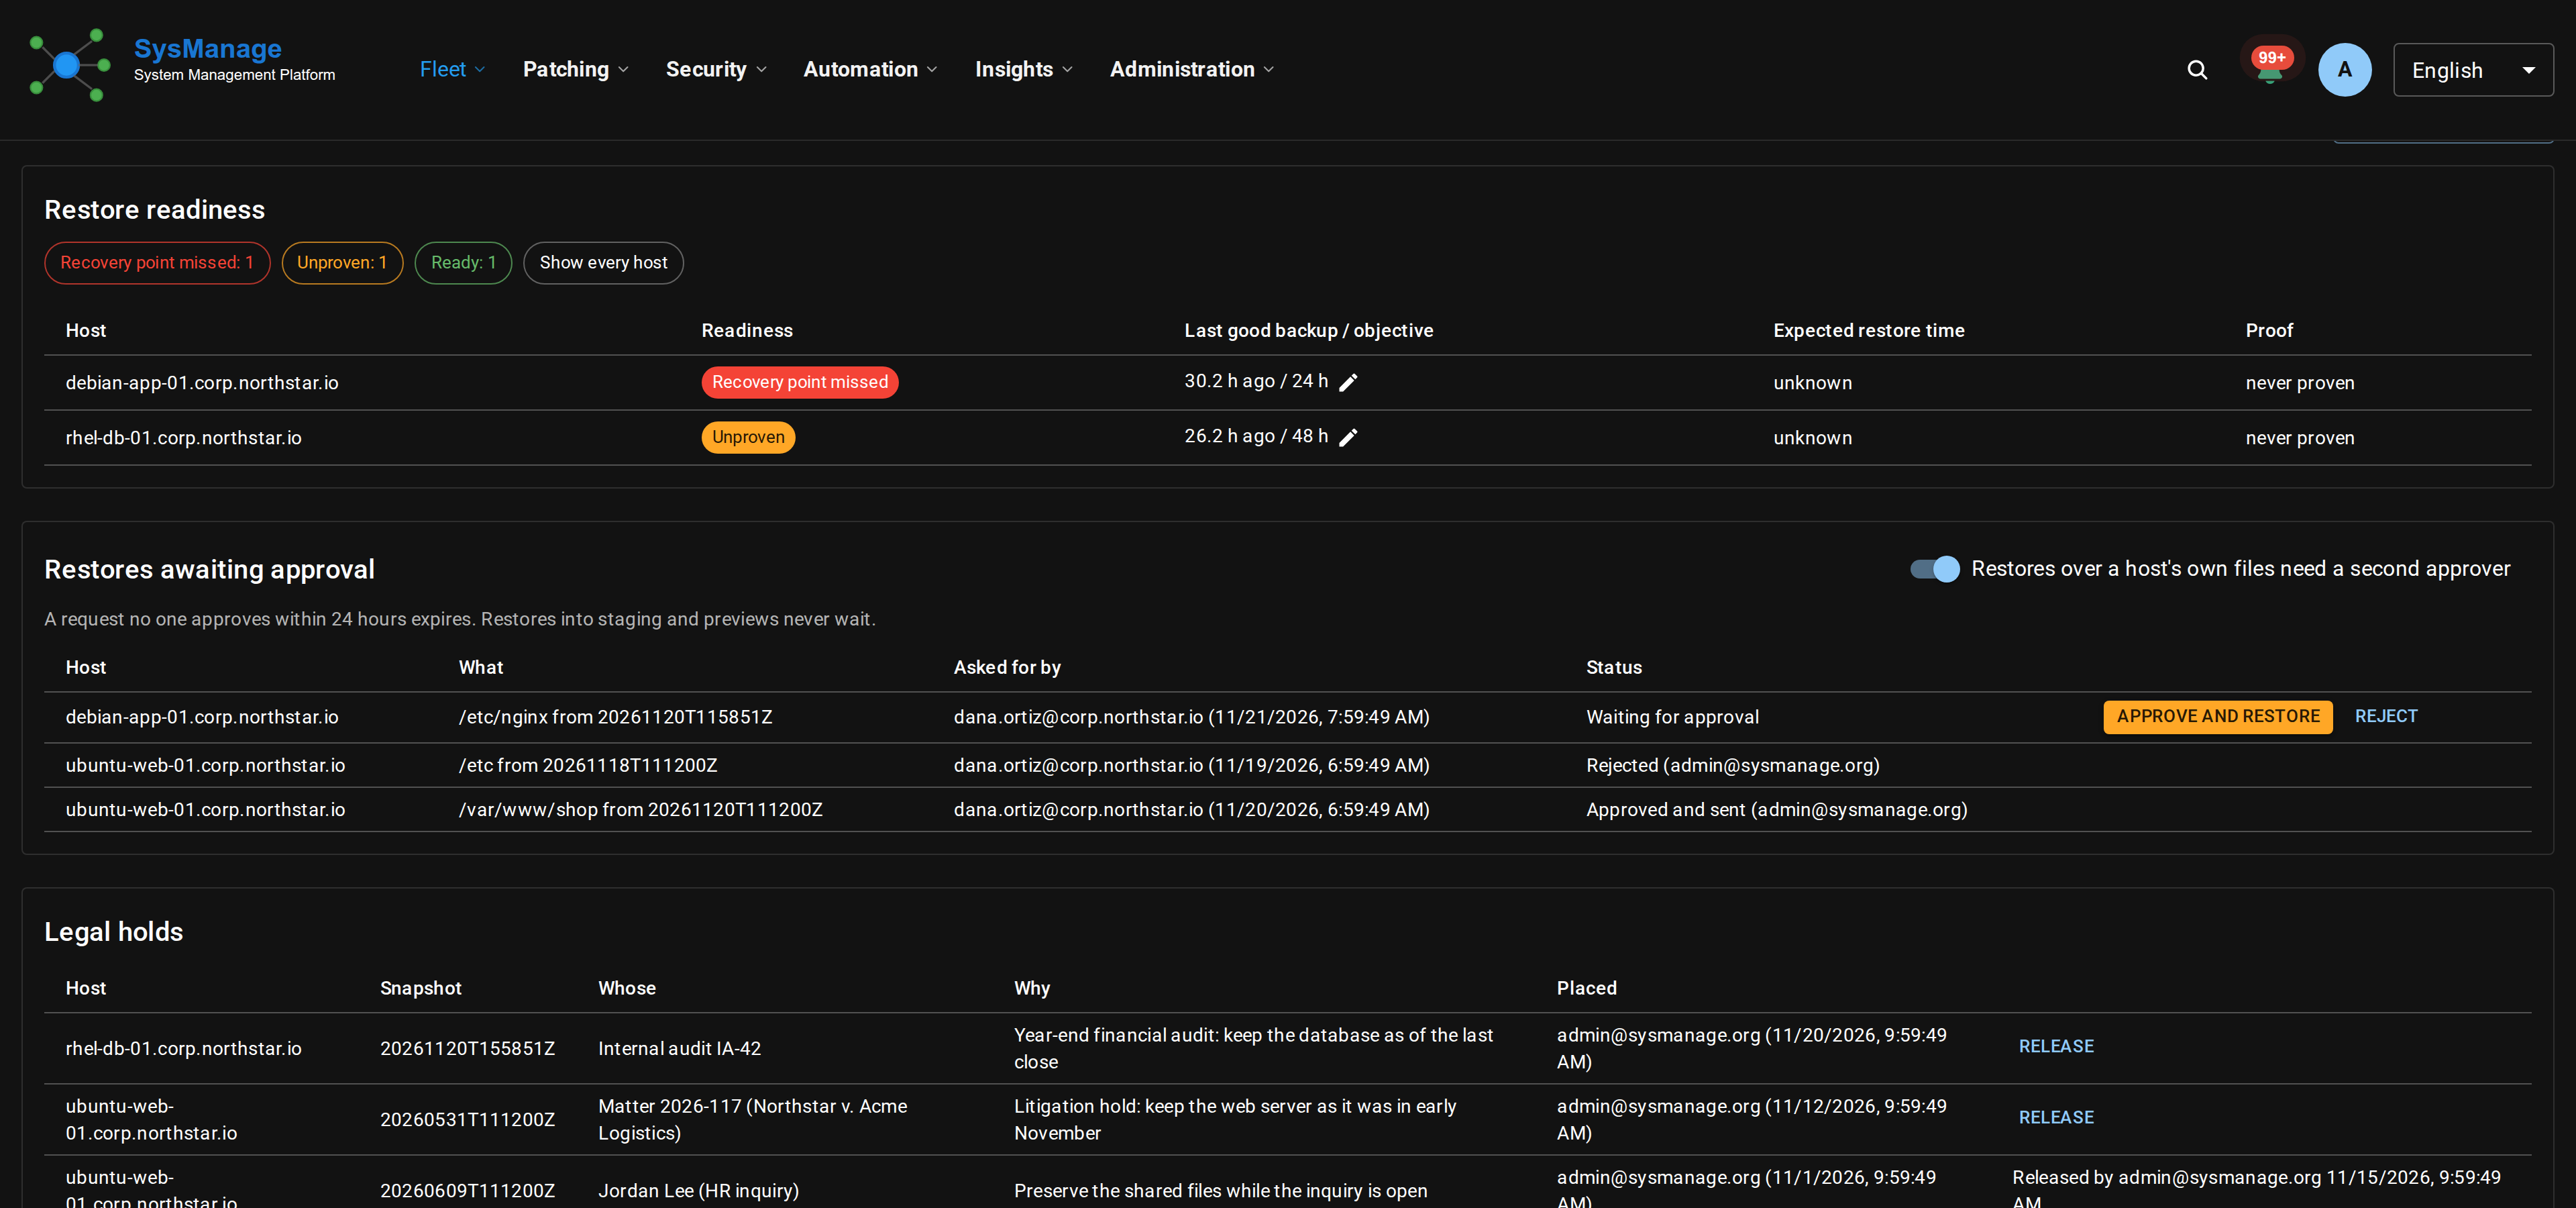 SysManage
System Management Platform
Fleet
Patching
Security
Automation
Insights
Administration
99+
A
English
Restore readiness
Recovery point missed: 1
Unproven: 1
Ready: 1
Show every host
Host Readiness Last good backup / objective Expected restore time Proof
debian-app-01.corp.northstar.io Recovery point missed 30.2 h ago / 24 h unknown never proven
rhel-db-01.corp.northstar.io Unproven 26.2 h ago / 48 h unknown never proven
Restores awaiting approval
Restores over a host's own files need a second approver
A request no one approves within 24 hours expires. Restores into staging and previews never wait.
Host What Asked for by Status
debian-app-01.corp.northstar.io /etc/nginx from 20261120T115851Z dana.ortiz@corp.northstar.io (11/21/2026, 7:59:49 AM) Waiting for approval APPROVE AND RESTORE REJECT
ubuntu-web-01.corp.northstar.io /etc from 20261118T111200Z dana.ortiz@corp.northstar.io (11/19/2026, 6:59:49 AM) Rejected (admin@sysmanage.org)
ubuntu-web-01.corp.northstar.io /var/www/shop from 20261120T111200Z dana.ortiz@corp.northstar.io (11/20/2026, 6:59:49 AM) Approved and sent (admin@sysmanage.org)
Legal holds
Host Snapshot Whose Why Placed
rhel-db-01.corp.northstar.io 20261120T155851Z Internal audit IA-42 Year-end financial audit: keep the database as of the last
close
admin@sysmanage.org (11/20/2026, 9:59:49
AM)
RELEASE
ubuntu-web-
01.corp.northstar.io
20260531T111200Z
Matter 2026-117 (Northstar v. Acme
Logistics)
Litigation hold: keep the web server as it was in early
November
admin@sysmanage.org (11/12/2026, 9:59:49
AM)
RELEASE
ubuntu-web-
01.corp.northstar.io
20260609T111200Z
Jordan Lee (HR inquiry)
Preserve the shared files while the inquiry is open
admin@sysmanage.org (11/1/2026, 9:59:49
AM)
Released by admin@sysmanage.org 11/15/2026, 9:59:49
AM